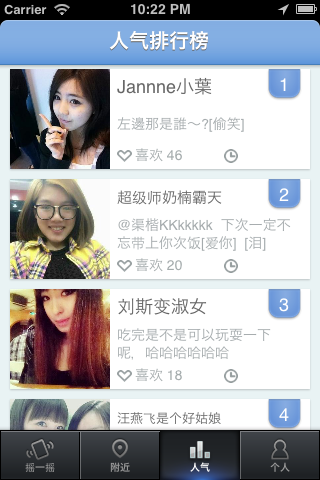 Carrier 10:22 PM
人气排行榜
Jannne小葉
1
左邊那是誰～?[偷笑]
喜欢 46
超级师奶楠霸天
2
@渠楷KKkkkkk 下次一定不
忘带上你次饭[爱你] [泪]
喜欢 20
刘斯变淑女
3
吃完是不是可以玩耍一下
呢，哈哈哈哈哈哈
喜欢 18
汪燕飞是个好姑娘
4
摇一摇
附近
人气
个人